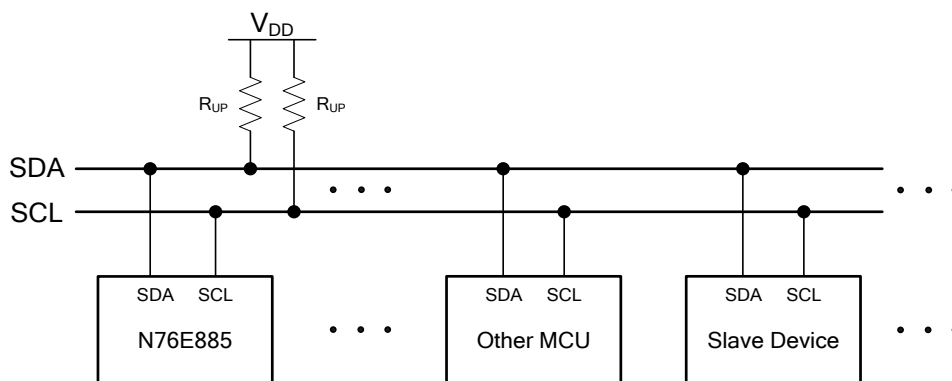 VDD
RUP RUP
SDA
SCL
SDA SCL SDA SCL SDA SCL
N76E885 Other MCU Slave Device